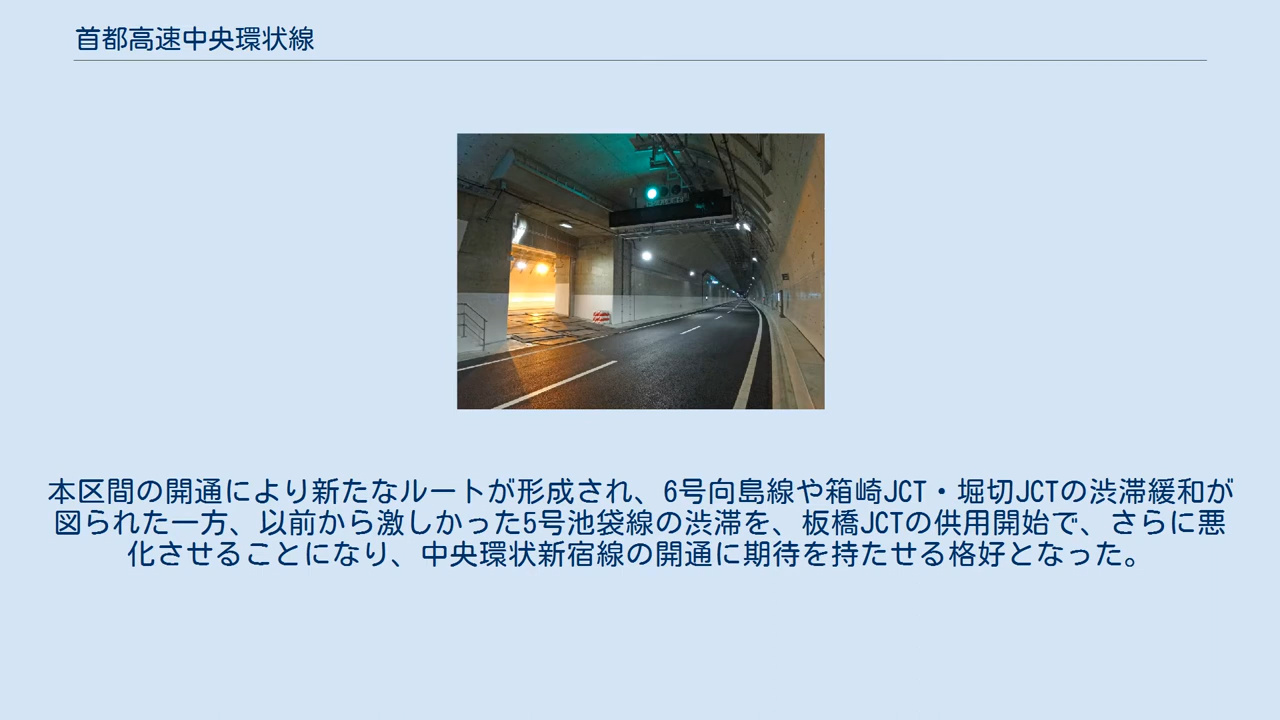 首都高速中央環状線
本区間の開通により新たなルートが形成され、6号向島線や箱崎JCT・堀切JCTの渋滞緩和が
図られた一方、以前から激しかった5号池袋線の渋滞を、板橋JCTの供用開始で、さらに悪
化させることになり、中央環状新宿線の開通に期待を持たせる格好となった。